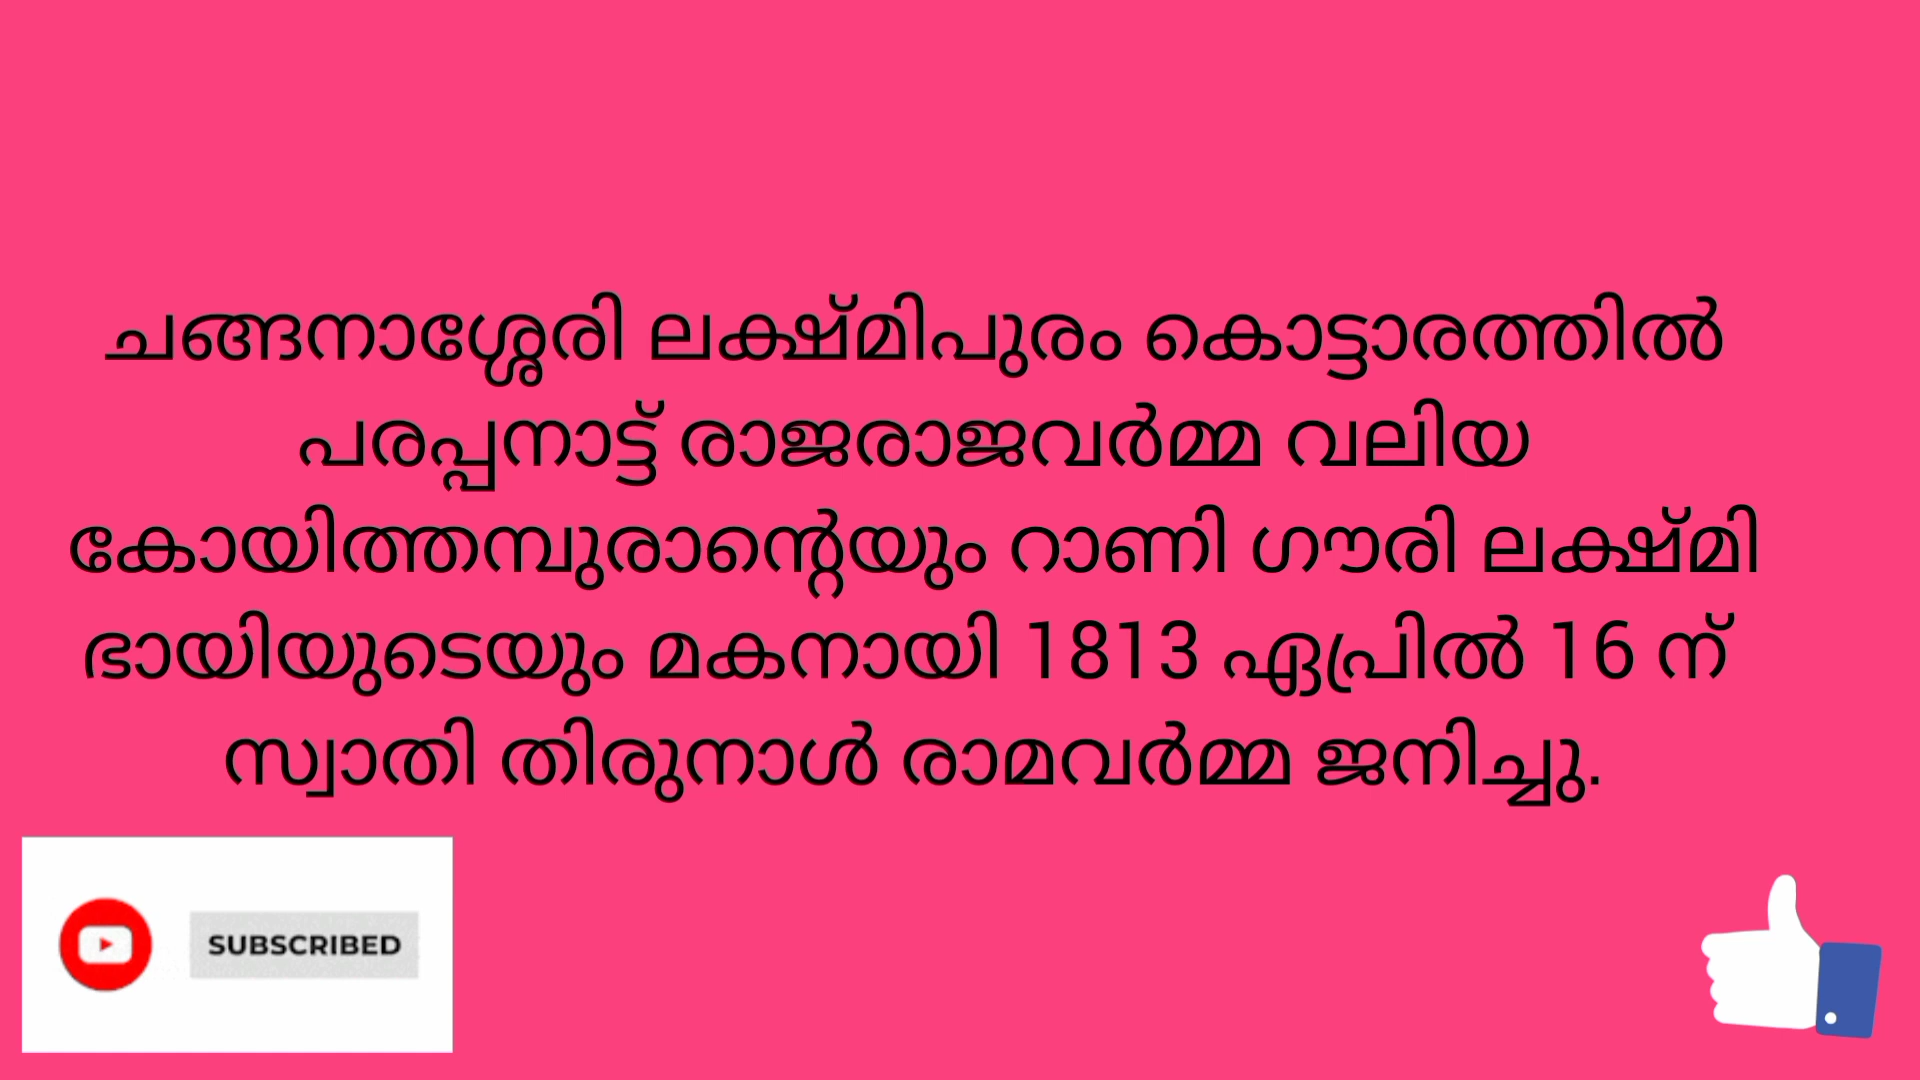 ചങ്ങനാശ്ശേരി ലക്ഷ്മിപുരം കൊട്ടാരത്തിൽ
പരപ്പനാട്ട് രാജരാജവർമ്മ വലിയ
കോയിത്തമ്പുരാന്റെയും റാണി ഗൗരി ലക്ഷ്മി
ഭായിയുടെയും മകനായി 1813 ഏപ്രിൽ 16 ന്
സ്വാതി തിരുനാൾ രാമവർമ്മ ജനിച്ചു.
SUBSCRIBED